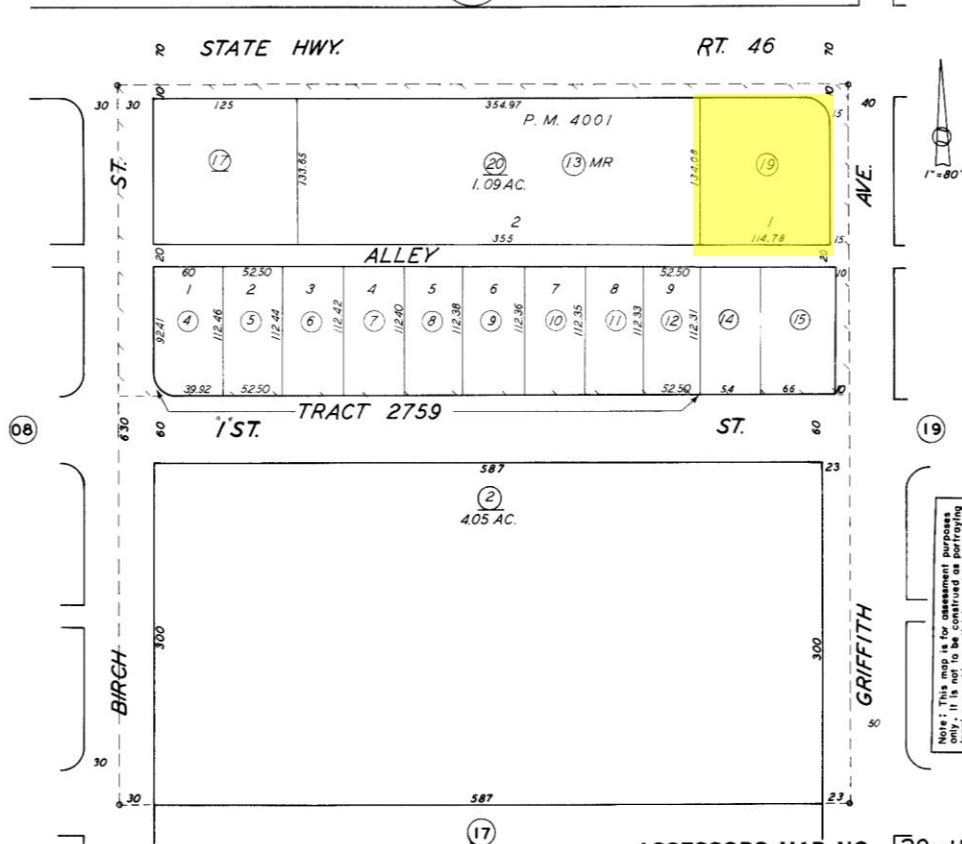 70 STATE HWY. RT. 46 70
30 30 10 125 354.97 10 40
15
P. M. 4001
ST. AVE.
17 133.65 20 13 MR 134.08 19
1.09 AC. 1"=80'
2 1
355 114.78 15
20 ALLEY 20
60 52.50 52.50 10
1 2 3 4 5 6 7 8 9
92.41 4 112.46 5 112.44 6 112.42 7 112.40 8 112.38 9 112.36 10 112.35 11 112.33 12 112.31 14 15
39.92 52.50 52.50 54 66 10
TRACT 2759
08 630 60 "I" ST. ST. 60 19
587 23
2
4.05 AC.
Note: This map is for assessment purposes
only. It is not to be construed as portraying
300 300
BIRCH GRIFFITH
50
30
30 587 23
17